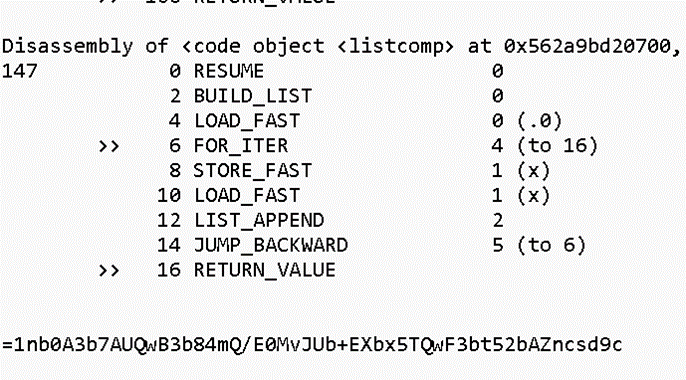 >> 168 RETURN_VALUE
Disassembly of <code object <listcomp> at 0x562a9bd20700,
147 0 RESUME 0
2 BUILD_LIST 0
4 LOAD_FAST 0 (.0)
>> 6 FOR_ITER 4 (to 16)
8 STORE_FAST 1 (x)
10 LOAD_FAST 1 (x)
12 LIST_APPEND 2
14 JUMP_BACKWARD 5 (to 6)
>> 16 RETURN_VALUE
=1nb0A3b7AUQwB3b84mQ/E0MvJUb+EXbx5TQwF3bt52bAZncsd9c